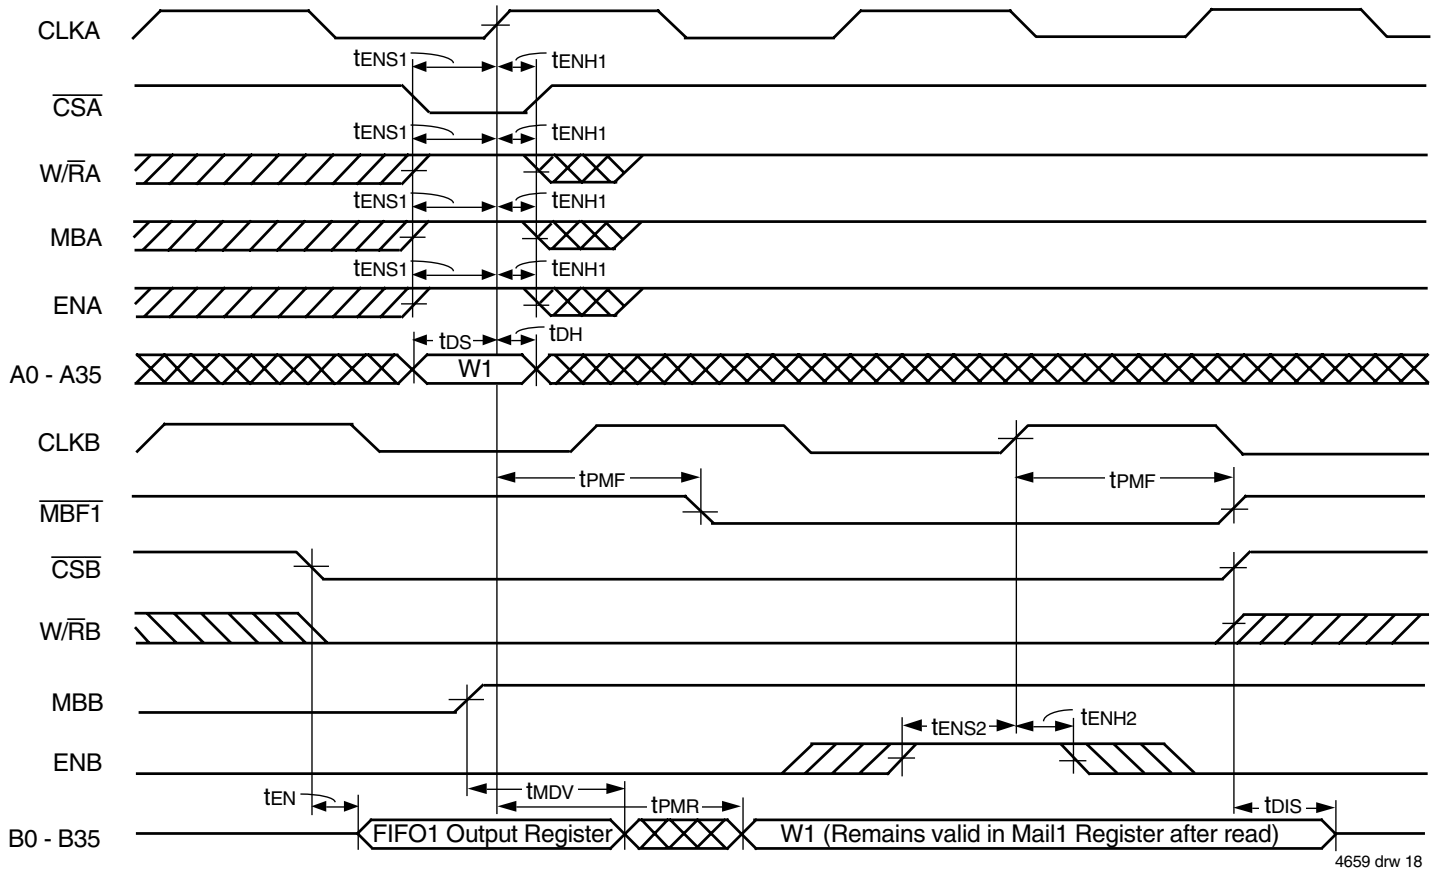 CLKA
tENS1 tENH1
CSA
tENS1 tENH1
W/RA
tENS1 tENH1
MBA
tENS1 tENH1
ENA
tDS tDH
A0 - A35 W1
CLKB
tPMF tPMF
MBF1
CSB
W/RB
MBB
tENS2 tENH2
ENB
tEN tMDV tPMR tDIS
B0 - B35 FIFO1 Output Register W1 (Remains valid in Mail1 Register after read)
4659 drw 18